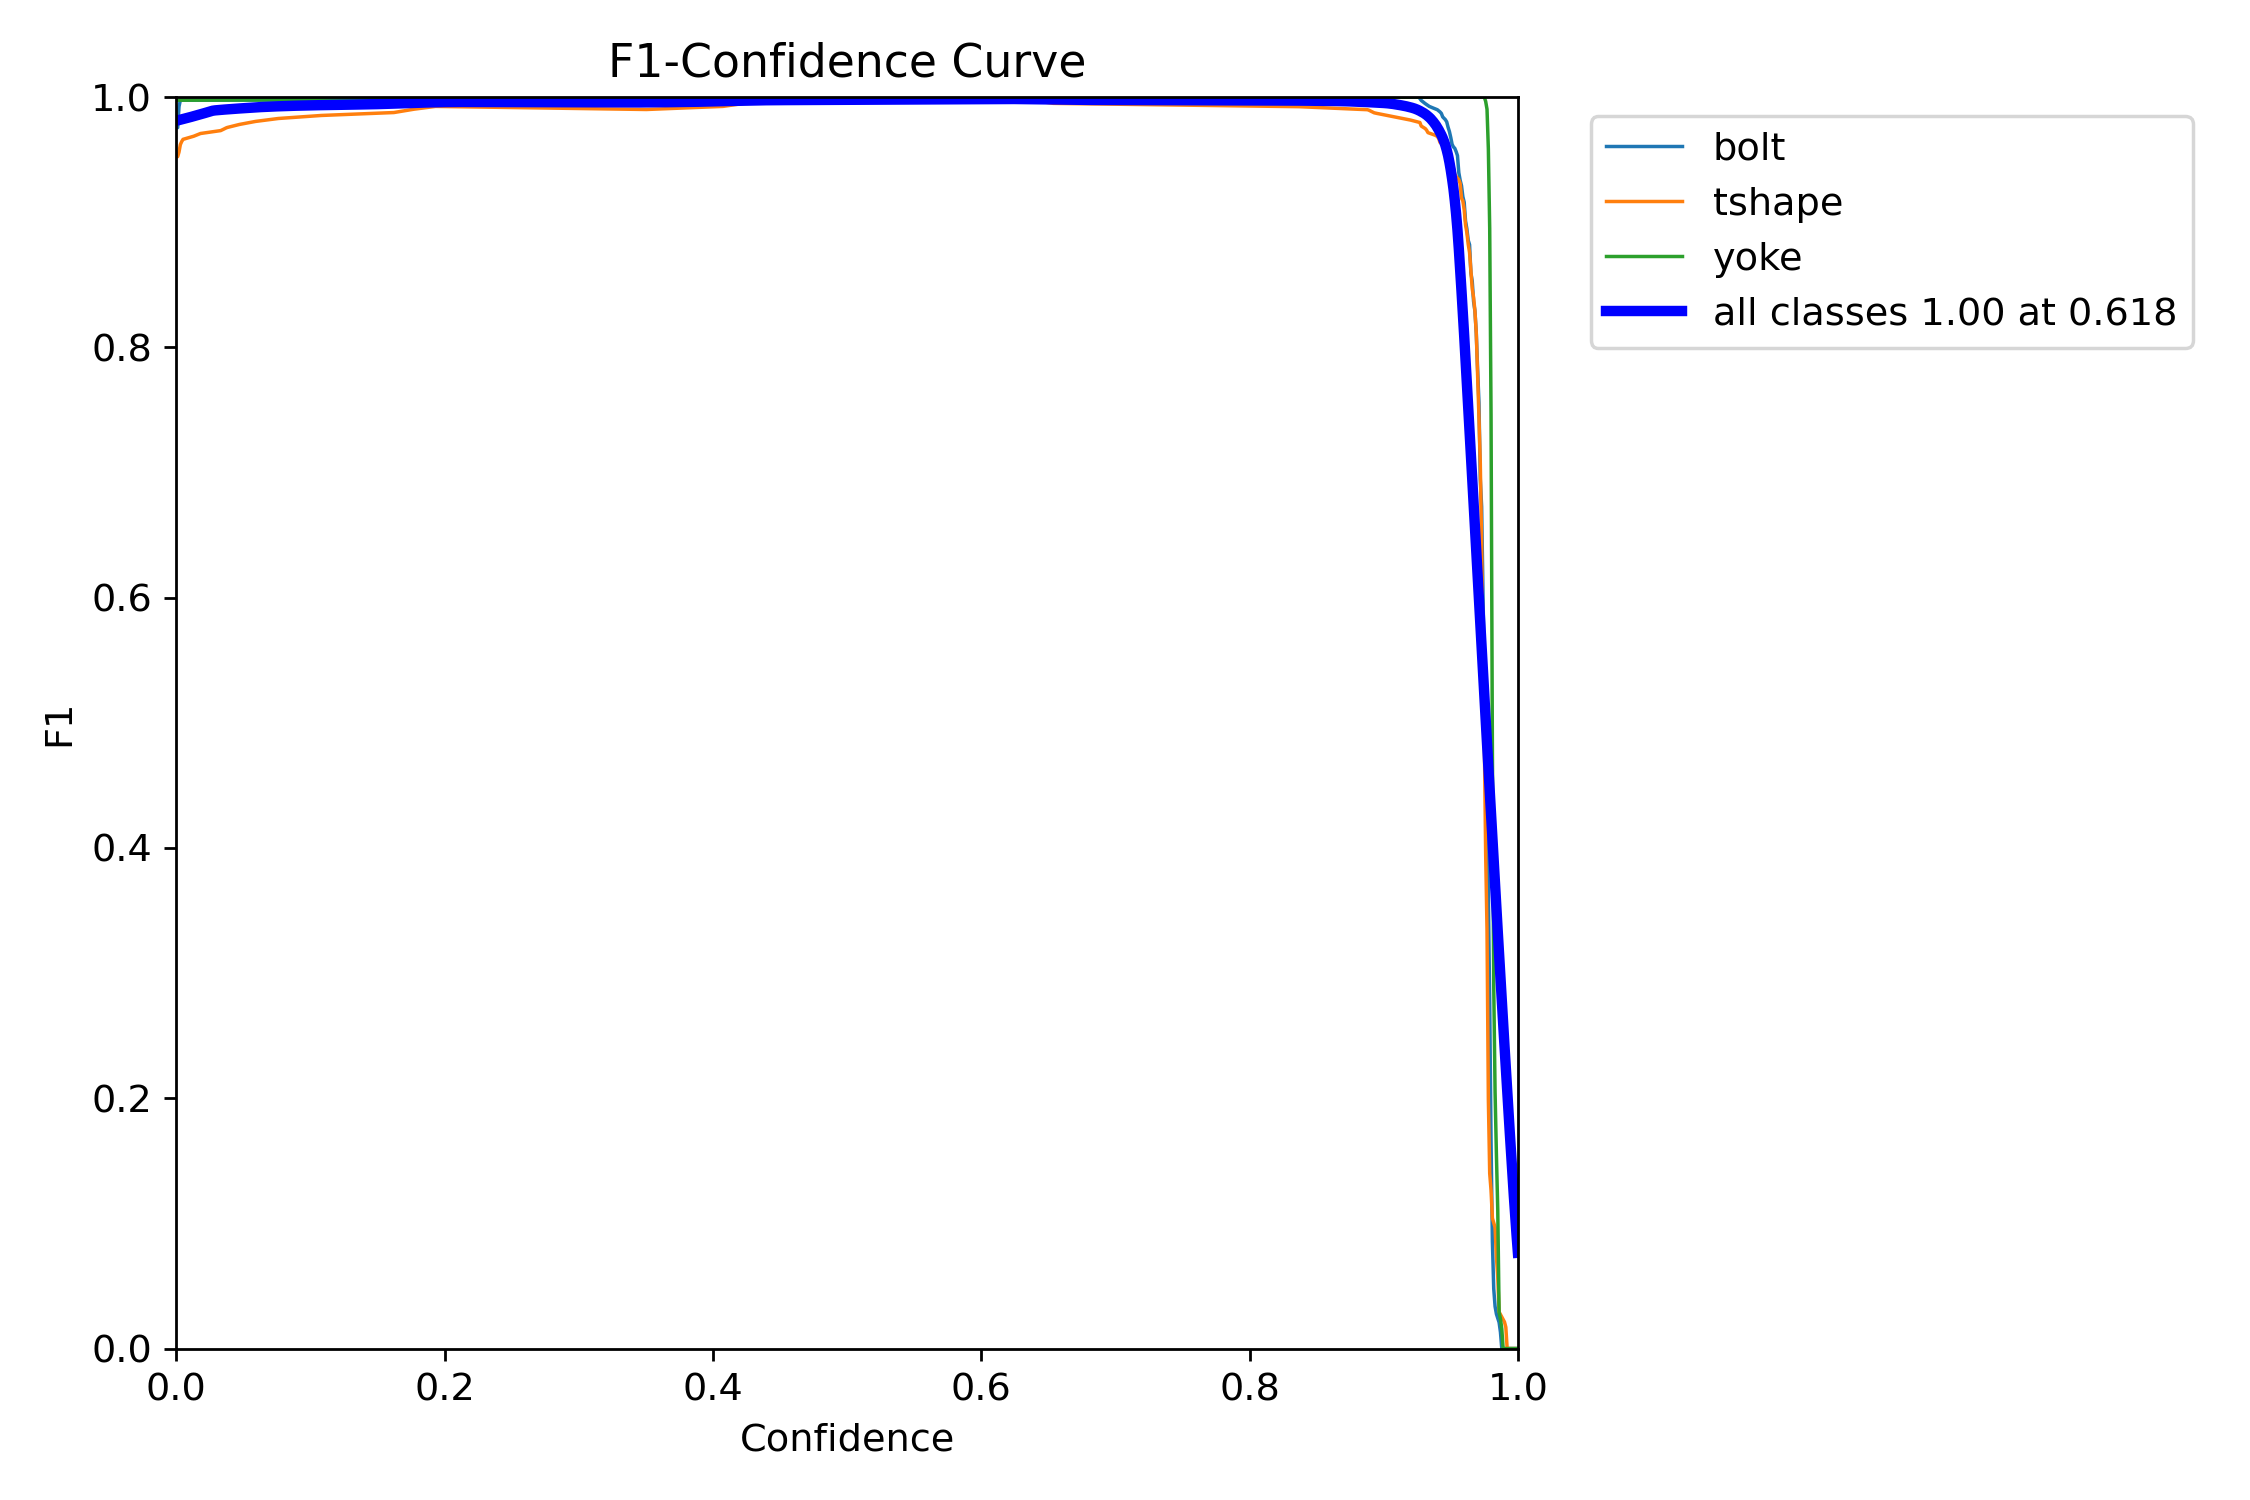 F1-Confidence Curve
1.0
0.8
0.6
0.4
0.2
0.0
F1
0.0 0.2 0.4 0.6 0.8 1.0
Confidence
bolt
tshape
yoke
all classes 1.00 at 0.618